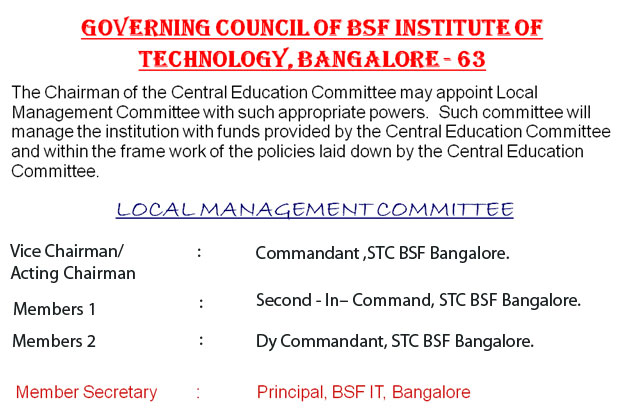 GOVERNING COUNCIL OF BSF INSTITUTE OF
TECHNOLOGY, BANGALORE - 63
The Chairman of the Central Education Committee may appoint Local
Management Committee with such appropriate powers.  Such committee will
manage the institution with funds provided by the Central Education Committee
and within the frame work of the policies laid down by the Central Education
Committee.
LOCAL MANAGEMENT COMMITTEE
Vice Chairman/ : Commandant ,STC BSF Bangalore.
Acting Chairman
Members 1 : Second - In– Command, STC BSF Bangalore.
Members 2 : Dy Commandant, STC BSF Bangalore.
Member Secretary : Principal, BSF IT, Bangalore